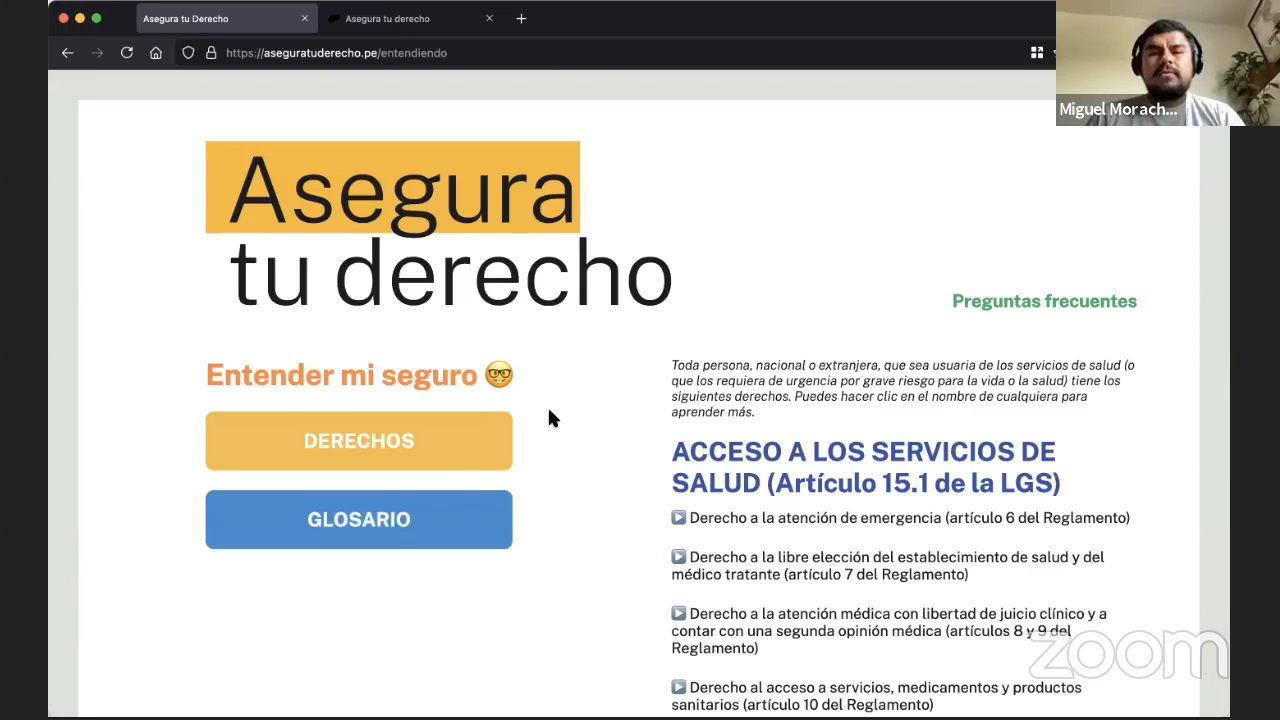 Asegura tu Derecho
Asegura tu derecho
https://aseguratuderecho.pe/entendiendo
Miguel Morach...
Asegura
tu derecho
Preguntas frecuentes
Entender mi seguro 🤓
DERECHOS
GLOSARIO
Toda persona, nacional o extranjera, que sea usuaria de los servicios de salud (o
que los requiera de urgencia por grave riesgo para la vida o la salud) tiene los
siguientes derechos. Puedes hacer clic en el nombre de cualquiera para
aprender más.
ACCESO A LOS SERVICIOS DE
SALUD (Artículo 15.1 de la LGS)
▶️ Derecho a la atención de emergencia (artículo 6 del Reglamento)
▶️ Derecho a la libre elección del establecimiento de salud y del
médico tratante (artículo 7 del Reglamento)
▶️ Derecho a la atención médica con libertad de juicio clínico y a
contar con una segunda opinión médica (artículos 8 y 9 del
Reglamento)
▶️ Derecho al acceso a servicios, medicamentos y productos
sanitarios (artículo 10 del Reglamento)
zoom